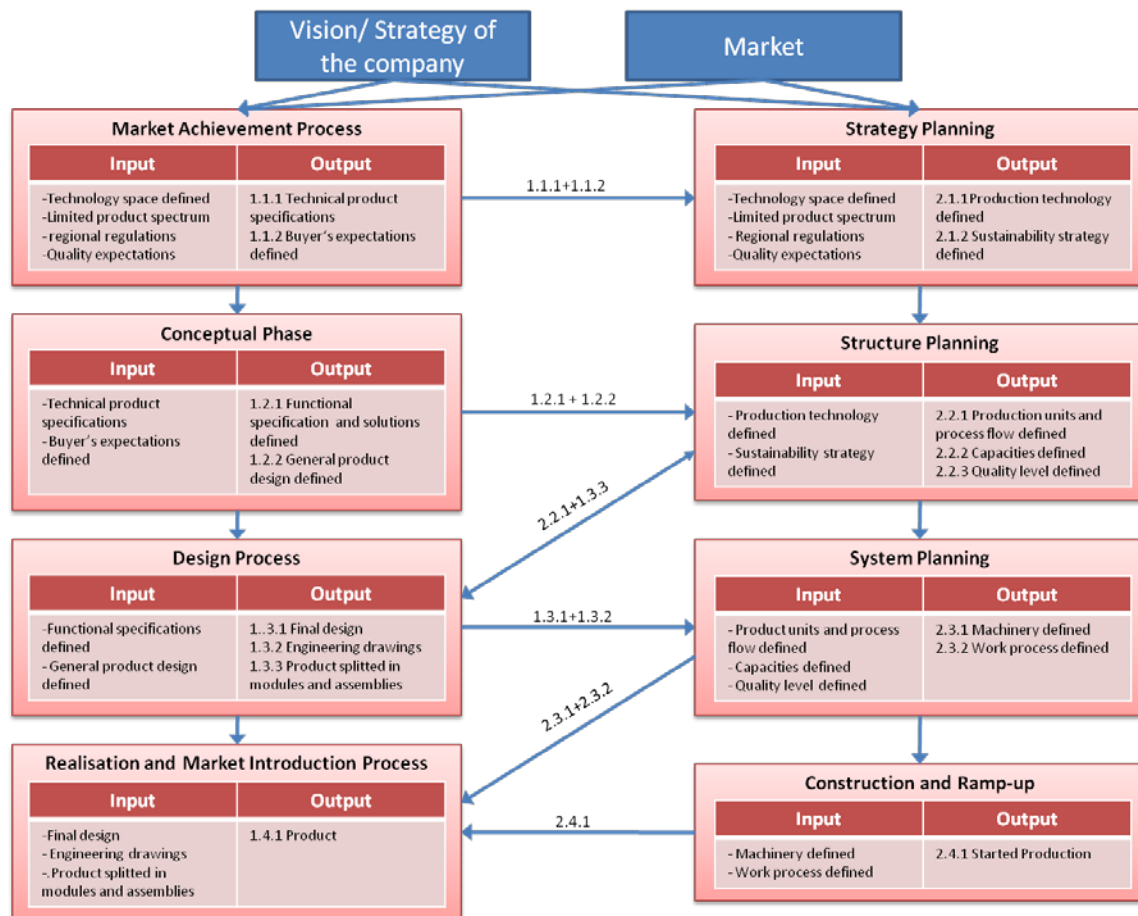 Vision/ Strategy of
the company
Market
Market Achievement Process
Input
Output
-Technology space defined
-Limited product spectrum
- regional regulations
-Quality expectations
1.1.1 Technical product
specifications
1.1.2 Buyer's expectations
defined
1.1.1+1.1.2
Strategy Planning
Input
Output
-Technology space defined
-Limited product spectrum
- Regional regulations
- Quality expectations
2.1.1Production technology
defined
2.1.2 Sustainability strategy
defined
Conceptual Phase
Input
Output
-Technical product
specifications
-Buyer's expectations
defined
1.2.1 Functional
specification and solutions
defined
1.2.2 General product
design defined
1.2.1 + 1.2.2
Structure Planning
Input
Output
- Production technology
defined
- Sustainability strategy
defined
2.2.1 Production units and
process flow defined
2.2.2 Capacities defined
2.2.3 Quality level defined
2.2.1+1.3.3
Design Process
Input
Output
-Functional specifications
defined
- General product design
defined
1..3.1 Final design
1.3.2 Engineering drawings
1.3.3 Product splitted in
modules and assemblies
1.3.1+1.3.2
System Planning
Input
Output
- Product units and process
flow defined
- Capacities defined
- Quality level defined
2.3.1 Machinery defined
2.3.2 Work process defined
2.3.1+2.3.2
Realisation and Market Introduction Process
Input
Output
-Final design
- Engineering drawings
-.Product splitted in
modules and assemblies
1.4.1 Product
2.4.1
Construction and Ramp-up
Input
Output
- Machinery defined
- Work process defined
2.4.1 Started Production